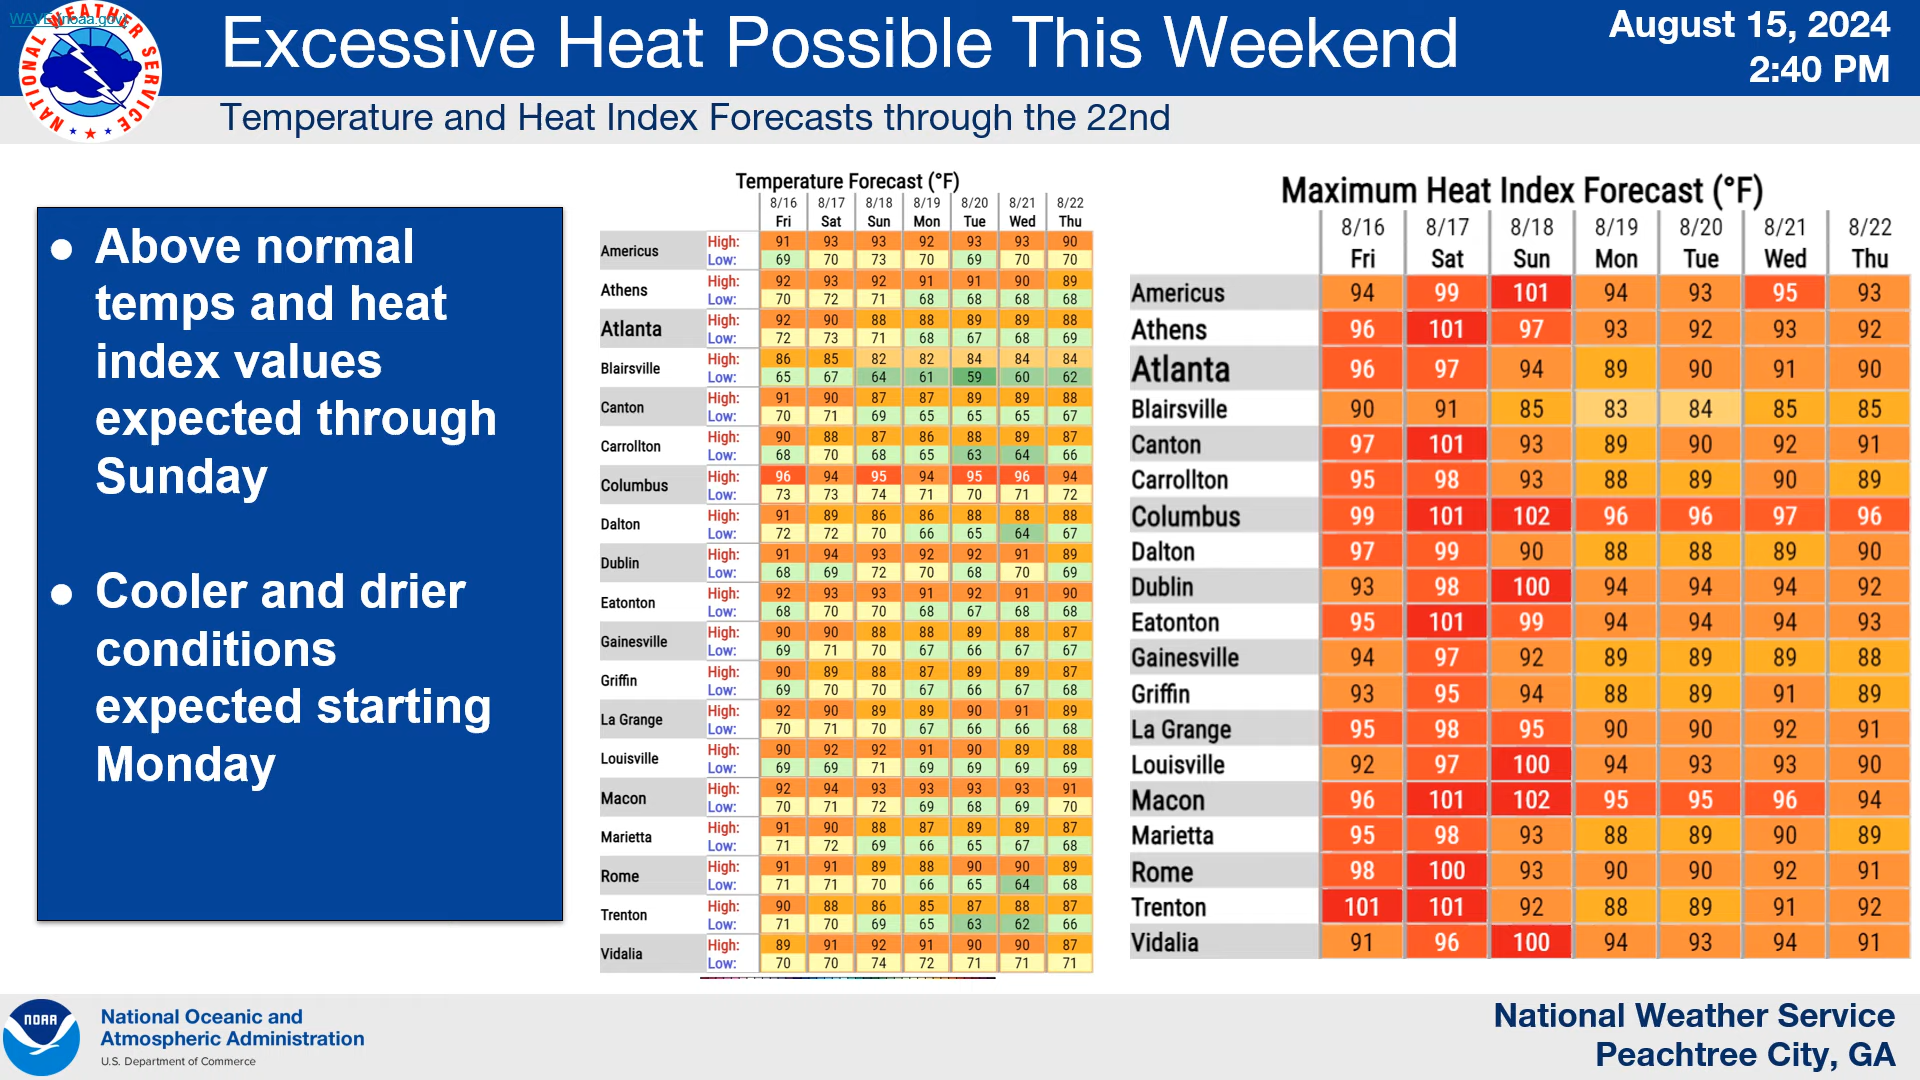 WAVE (noaa.gov)
NATIONAL WEATHER SERVICE
Excessive Heat Possible This Weekend
August 15, 2024
2:40 PM
Temperature and Heat Index Forecasts through the 22nd
● Above normal
temps and heat
index values
expected through
Sunday
● Cooler and drier
conditions
expected starting
Monday
Temperature Forecast (°F)
8/16 8/17 8/18 8/19 8/20 8/21 8/22
Fri Sat Sun Mon Tue Wed Thu
Americus
High: 91 93 93 92 93 93 90
Low: 69 70 73 70 69 70 70
Athens
High: 92 93 92 91 91 90 89
Low: 70 72 71 68 68 68 68
Atlanta
High: 92 90 88 88 89 89 88
Low: 72 73 71 68 67 68 69
Blairsville
High: 86 85 82 82 84 84 84
Low: 65 67 64 61 59 60 62
Canton
High: 91 90 87 87 89 89 88
Low: 70 71 69 65 65 65 67
Carrollton
High: 90 88 87 86 88 89 87
Low: 68 70 68 65 63 64 66
Columbus
High: 96 94 95 94 95 96 94
Low: 73 73 74 71 70 71 72
Dalton
High: 91 89 86 86 88 88 88
Low: 72 72 70 66 65 64 67
Dublin
High: 91 94 93 92 92 91 89
Low: 68 69 72 70 68 70 69
Eatonton
High: 92 93 93 91 92 91 90
Low: 68 70 70 68 67 68 68
Gainesville
High: 90 90 88 88 89 88 87
Low: 69 71 70 67 66 67 67
Griffin
High: 90 89 88 87 89 89 87
Low: 69 70 70 67 66 67 68
La Grange
High: 92 90 89 89 90 91 89
Low: 70 71 70 67 66 66 68
Louisville
High: 90 92 92 91 90 89 88
Low: 69 69 71 69 69 69 69
Macon
High: 92 94 93 93 93 93 91
Low: 70 71 72 69 68 69 70
Marietta
High: 91 90 88 87 89 89 87
Low: 71 72 69 66 65 67 68
Rome
High: 91 91 89 88 90 90 89
Low: 71 71 70 66 65 64 68
Trenton
High: 90 88 86 85 87 88 87
Low: 71 70 69 65 63 62 66
Vidalia
High: 89 91 92 91 90 90 87
Low: 70 70 74 72 71 71 71
Maximum Heat Index Forecast (°F)
8/16 8/17 8/18 8/19 8/20 8/21 8/22
Fri Sat Sun Mon Tue Wed Thu
Americus 94 99 101 94 93 95 93
Athens 96 101 97 93 92 93 92
Atlanta 96 97 94 89 90 91 90
Blairsville 90 91 85 83 84 85 85
Canton 97 101 93 89 90 92 91
Carrollton 95 98 93 88 89 90 89
Columbus 99 101 102 96 96 97 96
Dalton 97 99 90 88 88 89 90
Dublin 93 98 100 94 94 94 92
Eatonton 95 101 99 94 94 94 93
Gainesville 94 97 92 89 89 89 88
Griffin 93 95 94 88 89 91 89
La Grange 95 98 95 90 90 92 91
Louisville 92 97 100 94 93 93 90
Macon 96 101 102 95 95 96 94
Marietta 95 98 93 88 89 90 89
Rome 98 100 93 90 90 92 91
Trenton 101 101 92 88 89 91 92
Vidalia 91 96 100 94 93 94 91
NOAA
National Oceanic and
Atmospheric Administration
U.S. Department of Commerce
National Weather Service
Peachtree City, GA